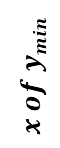 x of y_min